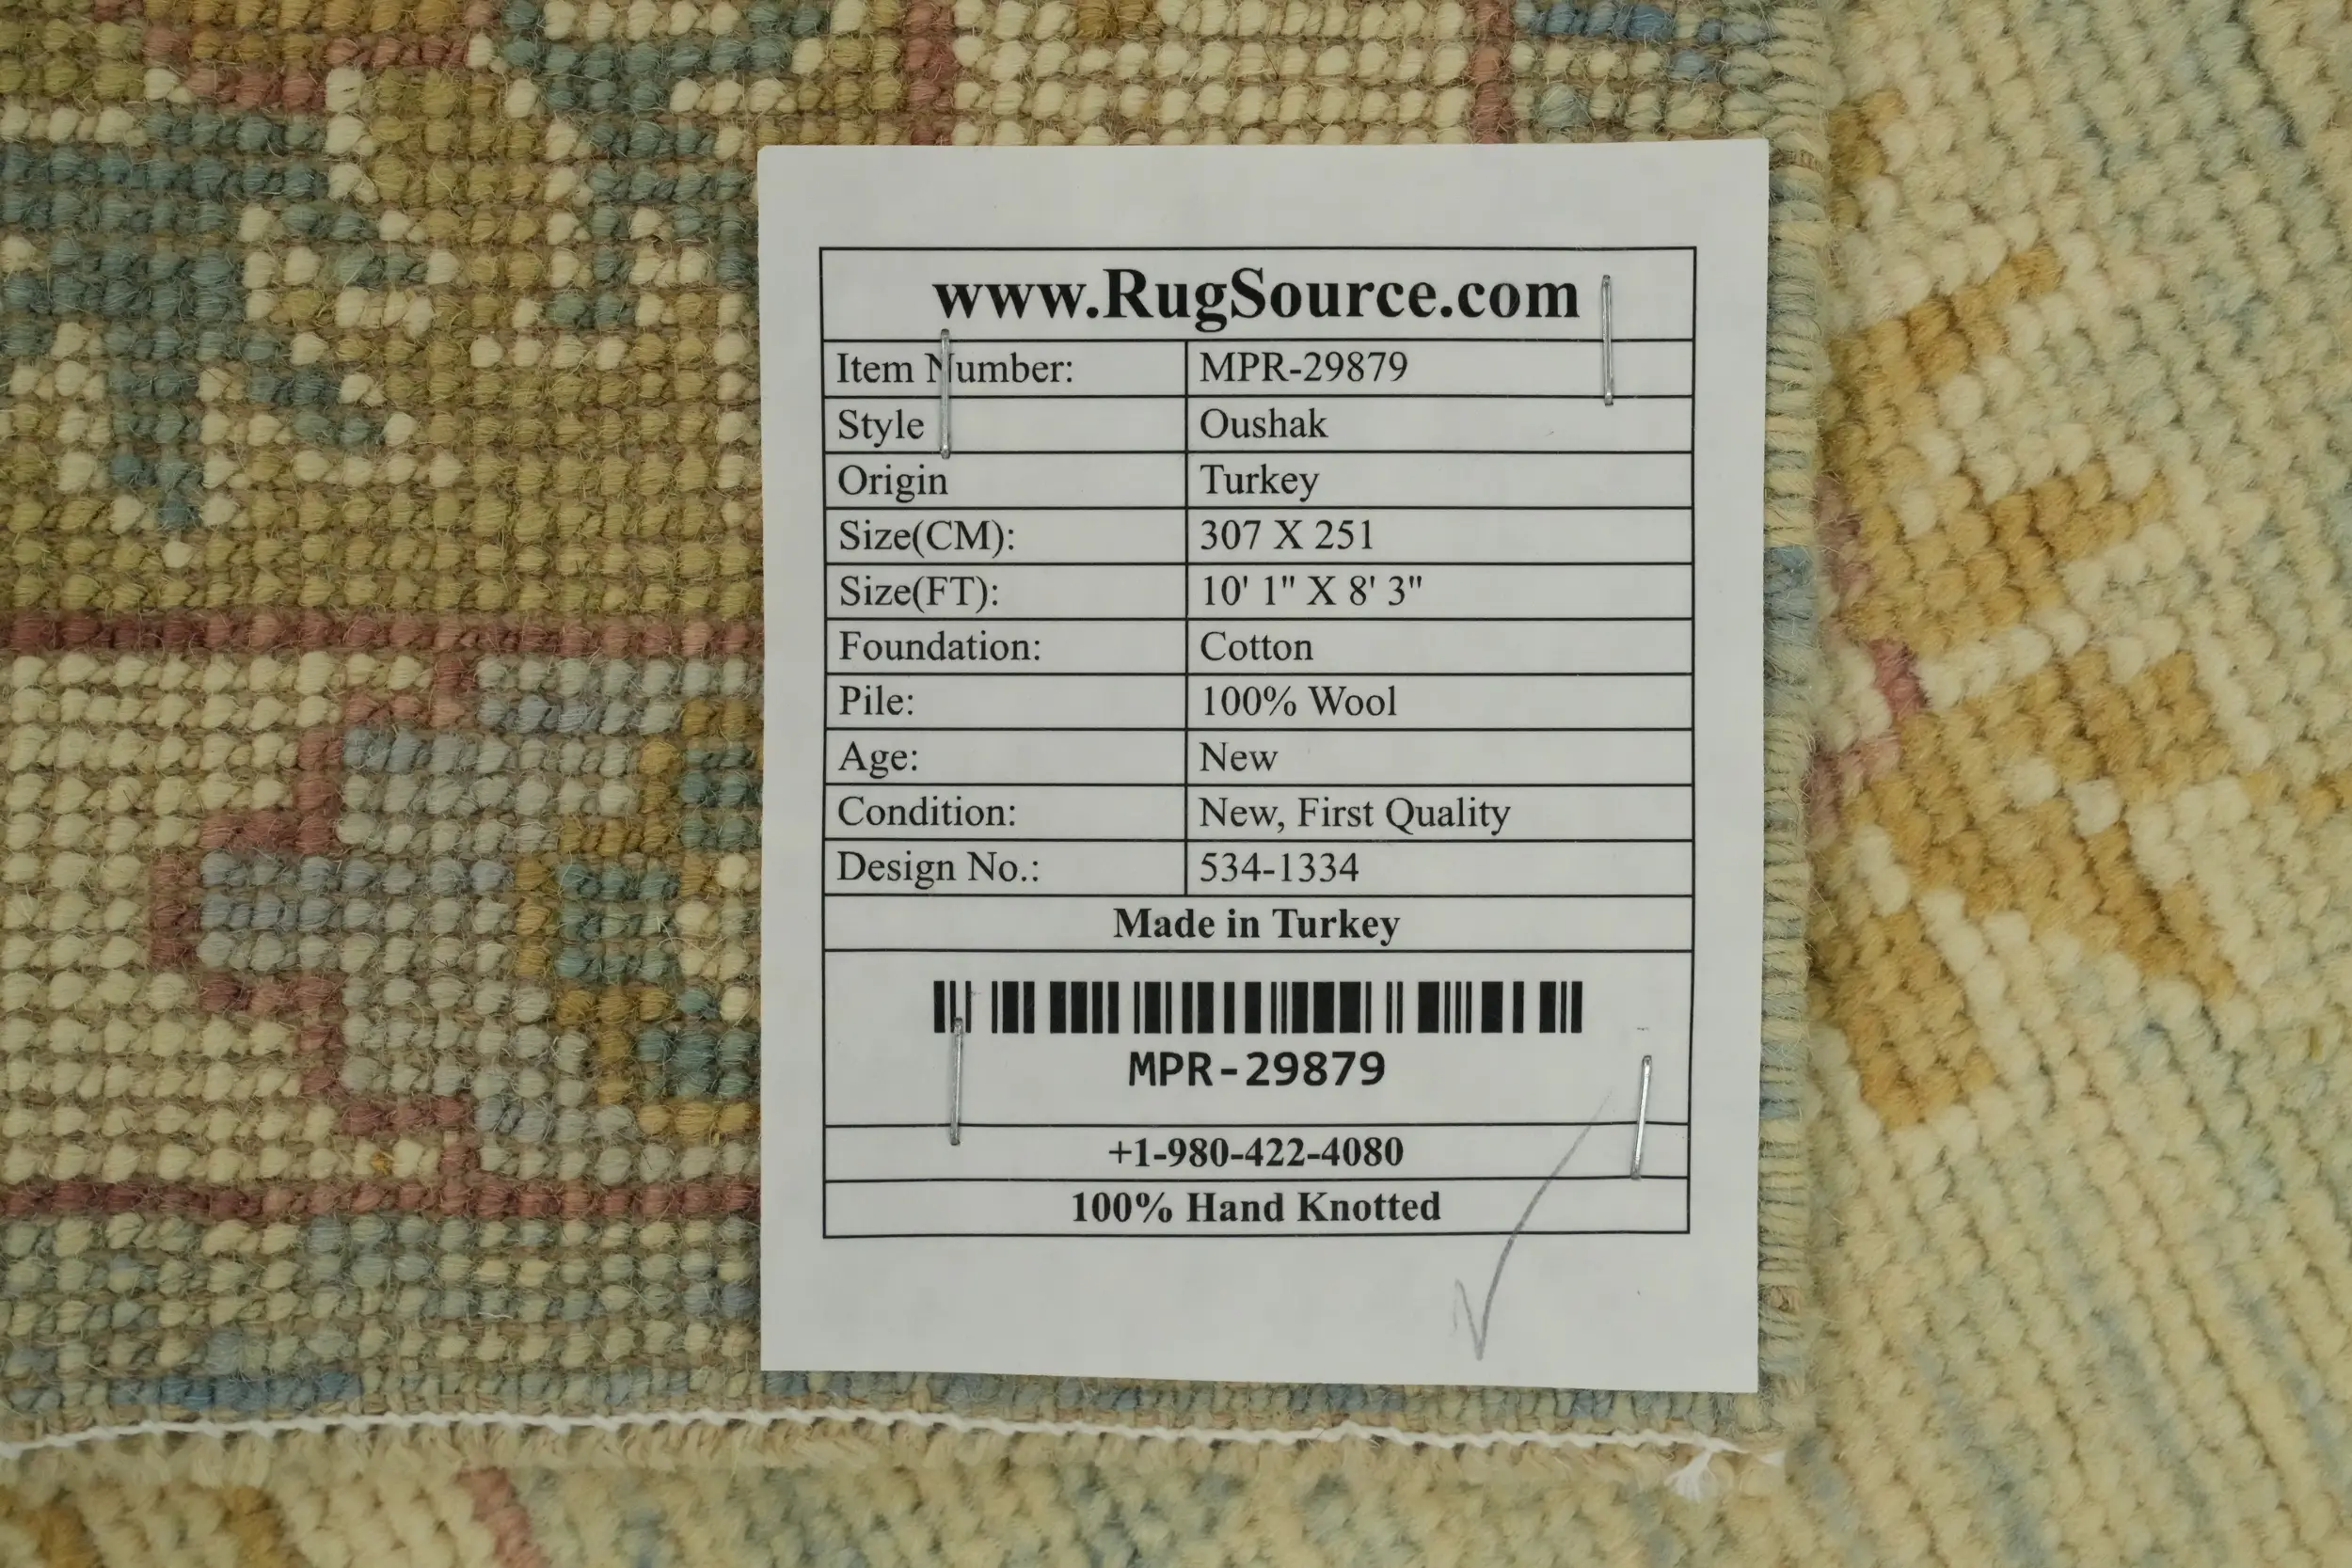 www.RugSource.com
Item Number: MPR-29879
Style Oushak
Origin Turkey
Size(CM): 307 X 251
Size(FT): 10' 1" X 8' 3"
Foundation: Cotton
Pile: 100% Wool
Age: New
Condition: New, First Quality
Design No.: 534-1334
Made in Turkey
MPR-29879
+1-980-422-4080
100% Hand Knotted